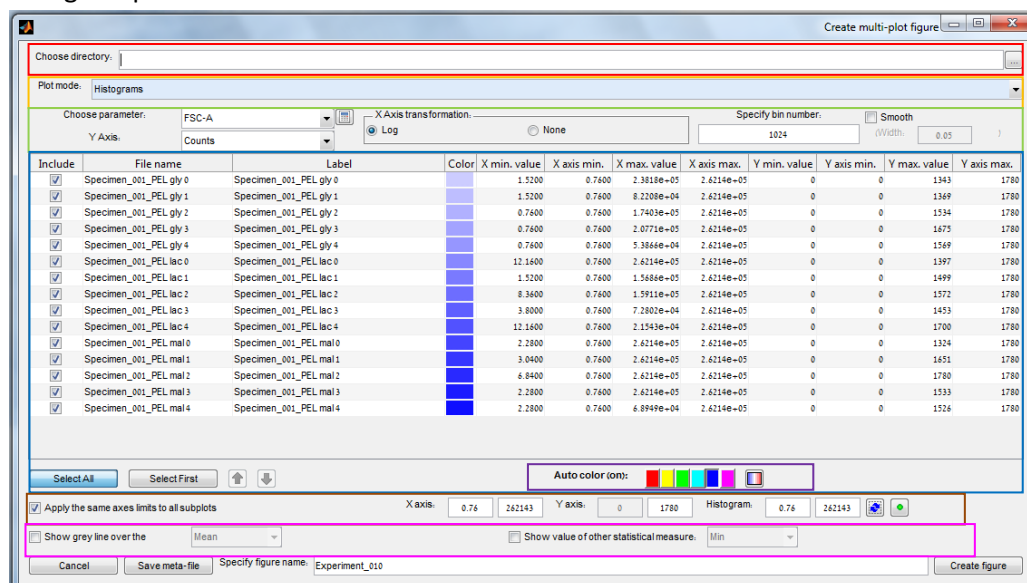 Create multi-plot figure
Choose directory:
...
Plot mode: Histograms
Choose parameter: FSC-A X Axis transformation: Specify bin number: Smooth
Log None
Y Axis: Counts 1024 (Width: 0.05 )
Include File name Label Color X min. value X axis min. X max. value X axis max. Y min. value Y axis min. Y max. value Y axis max.
Specimen_001_PEL gly 0 Specimen_001_PEL gly 0 1.5200 0.7600 2.3818e+05 2.6214e+05 0 0 1343 1780
Specimen_001_PEL gly 1 Specimen_001_PEL gly 1 1.5200 0.7600 8.2208e+04 2.6214e+05 0 0 1369 1780
Specimen_001_PEL gly 2 Specimen_001_PEL gly 2 0.7600 0.7600 1.7403e+05 2.6214e+05 0 0 1534 1780
Specimen_001_PEL gly 3 Specimen_001_PEL gly 3 0.7600 0.7600 2.0771e+05 2.6214e+05 0 0 1675 1780
Specimen_001_PEL gly 4 Specimen_001_PEL gly 4 0.7600 0.7600 5.3866e+04 2.6214e+05 0 0 1569 1780
Specimen_001_PEL lac 0 Specimen_001_PEL lac 0 12.1600 0.7600 2.6214e+05 2.6214e+05 0 0 1397 1780
Specimen_001_PEL lac 1 Specimen_001_PEL lac 1 1.5200 0.7600 1.5686e+05 2.6214e+05 0 0 1499 1780
Specimen_001_PEL lac 2 Specimen_001_PEL lac 2 8.3600 0.7600 1.5911e+05 2.6214e+05 0 0 1572 1780
Specimen_001_PEL lac 3 Specimen_001_PEL lac 3 3.8000 0.7600 7.2802e+04 2.6214e+05 0 0 1453 1780
Specimen_001_PEL lac 4 Specimen_001_PEL lac 4 12.1600 0.7600 2.1543e+04 2.6214e+05 0 0 1700 1780
Specimen_001_PEL mal 0 Specimen_001_PEL mal 0 2.2800 0.7600 2.6214e+05 2.6214e+05 0 0 1324 1780
Specimen_001_PEL mal 1 Specimen_001_PEL mal 1 3.0400 0.7600 2.6214e+05 2.6214e+05 0 0 1651 1780
Specimen_001_PEL mal 2 Specimen_001_PEL mal 2 6.8400 0.7600 2.6214e+05 2.6214e+05 0 0 1780 1780
Specimen_001_PEL mal 3 Specimen_001_PEL mal 3 2.2800 0.7600 2.6214e+05 2.6214e+05 0 0 1533 1780
Specimen_001_PEL mal 4 Specimen_001_PEL mal 4 2.2800 0.7600 6.8949e+04 2.6214e+05 0 0 1526 1780
Select All Select First Auto color (on):
Apply the same axes limits to all subplots X axis: 0.76 262143 Y axis: 0 1780 Histogram: 0.76 262143
Show grey line over the Mean Show value of other statistical measure: Min
Cancel Save meta-file Specify figure name: Experiment_010 Create figure